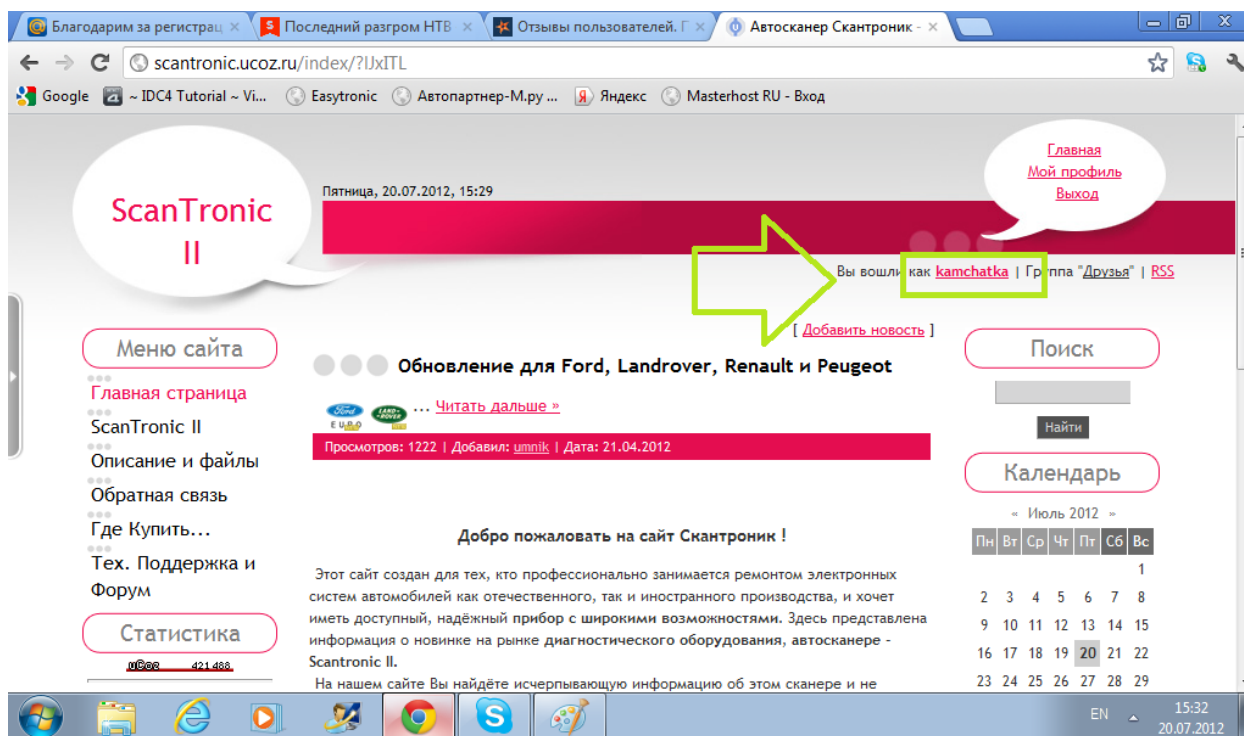 Благодарим за регистрац
Последний разгром НТВ
Отзывы пользователей. Г
Автосканер Скантроник -
scantronic.ucoz.ru/index/?lJxITL
Google
~ IDC4 Tutorial ~ Vi...
Easytronic
Автопартнер-М.ру ...
Яндекс
Masterhost RU - Вход
Главная
Мой профиль
Выход
ScanTronic
II
Пятница, 20.07.2012, 15:29
Вы вошли как kamchatka | Группа "Друзья" | RSS
[ Добавить новость ]
Меню сайта
Главная страница
ScanTronic II
Описание и файлы
Обратная связь
Где Купить...
Тех. Поддержка и
Форум
Статистика
421488
Обновление для Ford, Landrover, Renault и Peugeot
Ford
EURO
LAND-
ROVER
... Читать дальше »
Просмотров: 1222 | Добавил: umnik | Дата: 21.04.2012
Добро пожаловать на сайт Скантроник !
Этот сайт создан для тех, кто профессионально занимается ремонтом электронных
систем автомобилей как отечественного, так и иностранного производства, и хочет
иметь доступный, надёжный прибор с широкими возможностями. Здесь представлена
информация о новинке на рынке диагностического оборудования, автосканере -
Scantronic II.
На нашем сайте Вы найдёте исчерпывающую информацию об этом сканере и не
Поиск
Найти
Календарь
« Июль 2012 »
Пн Вт Ср Чт Пт Сб Вс
1
2 3 4 5 6 7 8
9 10 11 12 13 14 15
16 17 18 19 20 21 22
23 24 25 26 27 28 29
EN
15:32
20.07.2012